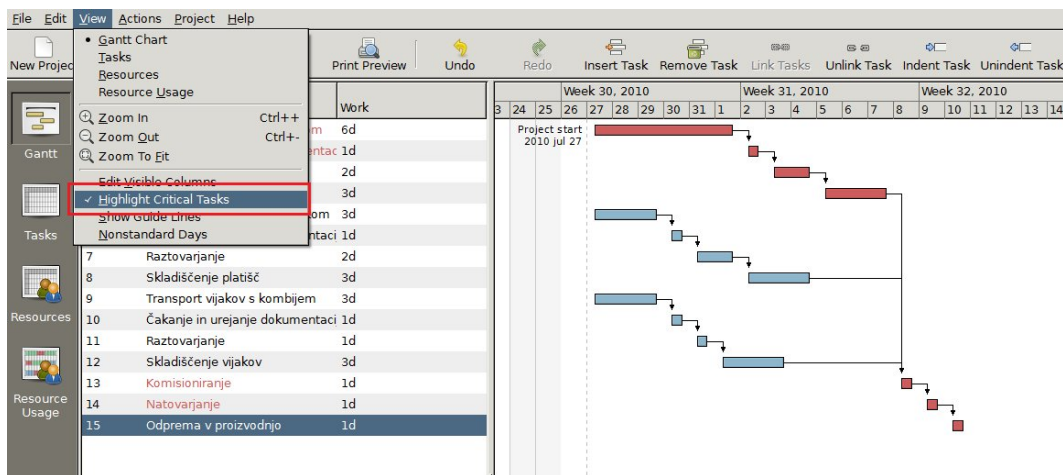 File Edit View Actions Project Help
• Gantt Chart
Tasks
Resources
Resource Usage
Zoom In Ctrl++
Zoom Out Ctrl+-
Zoom To Fit
Edit Visible Columns
✓ Highlight Critical Tasks
Show Guide Lines
Nonstandard Days
New Projec Print Preview Undo Redo Insert Task Remove Task Link Tasks Unlink Task Indent Task Unindent Task
Gantt
Tasks
Resources
Resource Usage
Work
6d
1d
2d
3d
3d
1d
7 Raztovarjanje 2d
8 Skladiščenje platišč 3d
9 Transport vijakov s kombijem 3d
10 Čakanje in urejanje dokumentaci 1d
11 Raztovarjanje 1d
12 Skladiščenje vijakov 3d
13 Komisioniranje 1d
14 Natovarjanje 1d
15 Odprema v proizvodnjo 1d
Week 30, 2010 Week 31, 2010 Week 32, 2010
3 24 25 26 27 28 29 30 31 1 2 3 4 5 6 7 8 9 10 11 12 13 14
Project start
2010 jul 27